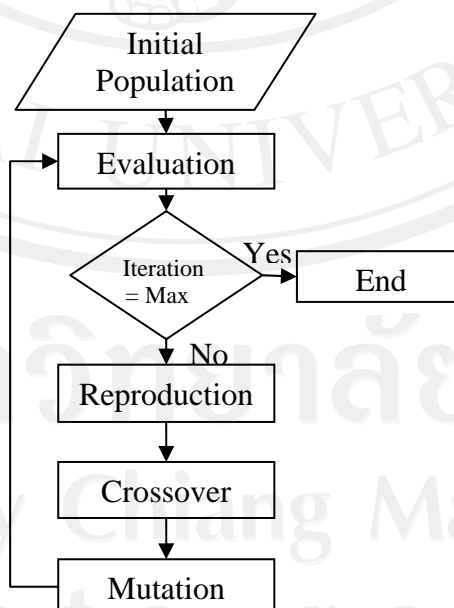 Initial
Population
Evaluation
Iteration
= Max
Yes
End
No
Reproduction
Crossover
Mutation